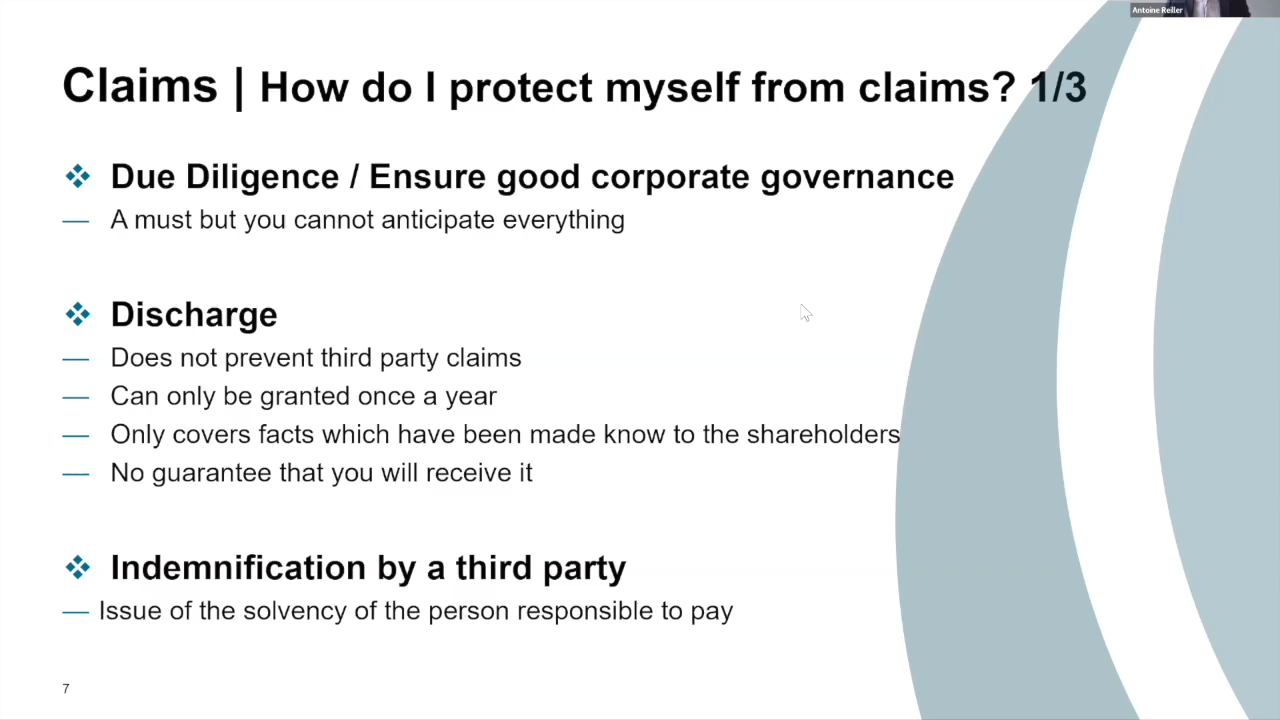 Antoine Reiller
Claims | How do I protect myself from claims? 1/3
Due Diligence / Ensure good corporate governance
— A must but you cannot anticipate everything
Discharge
— Does not prevent third party claims
— Can only be granted once a year
— Only covers facts which have been made know to the shareholders
— No guarantee that you will receive it
Indemnification by a third party
— Issue of the solvency of the person responsible to pay
7